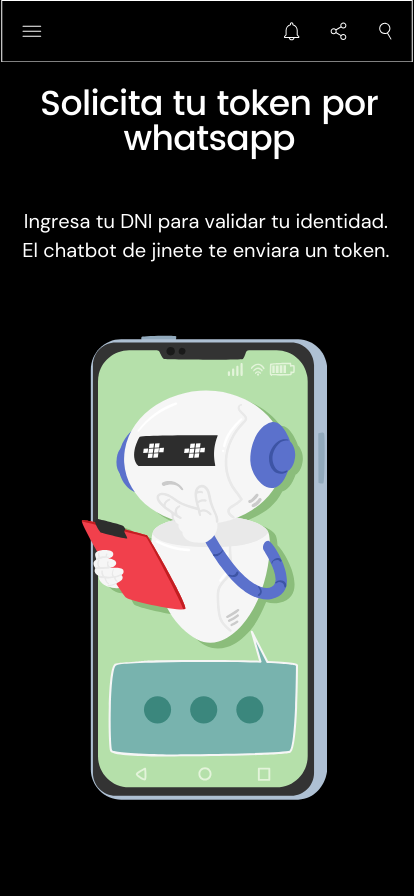 Solicita tu token por
whatsapp
Ingresa tu DNI para validar tu identidad.
El chatbot de jinete te enviara un token.